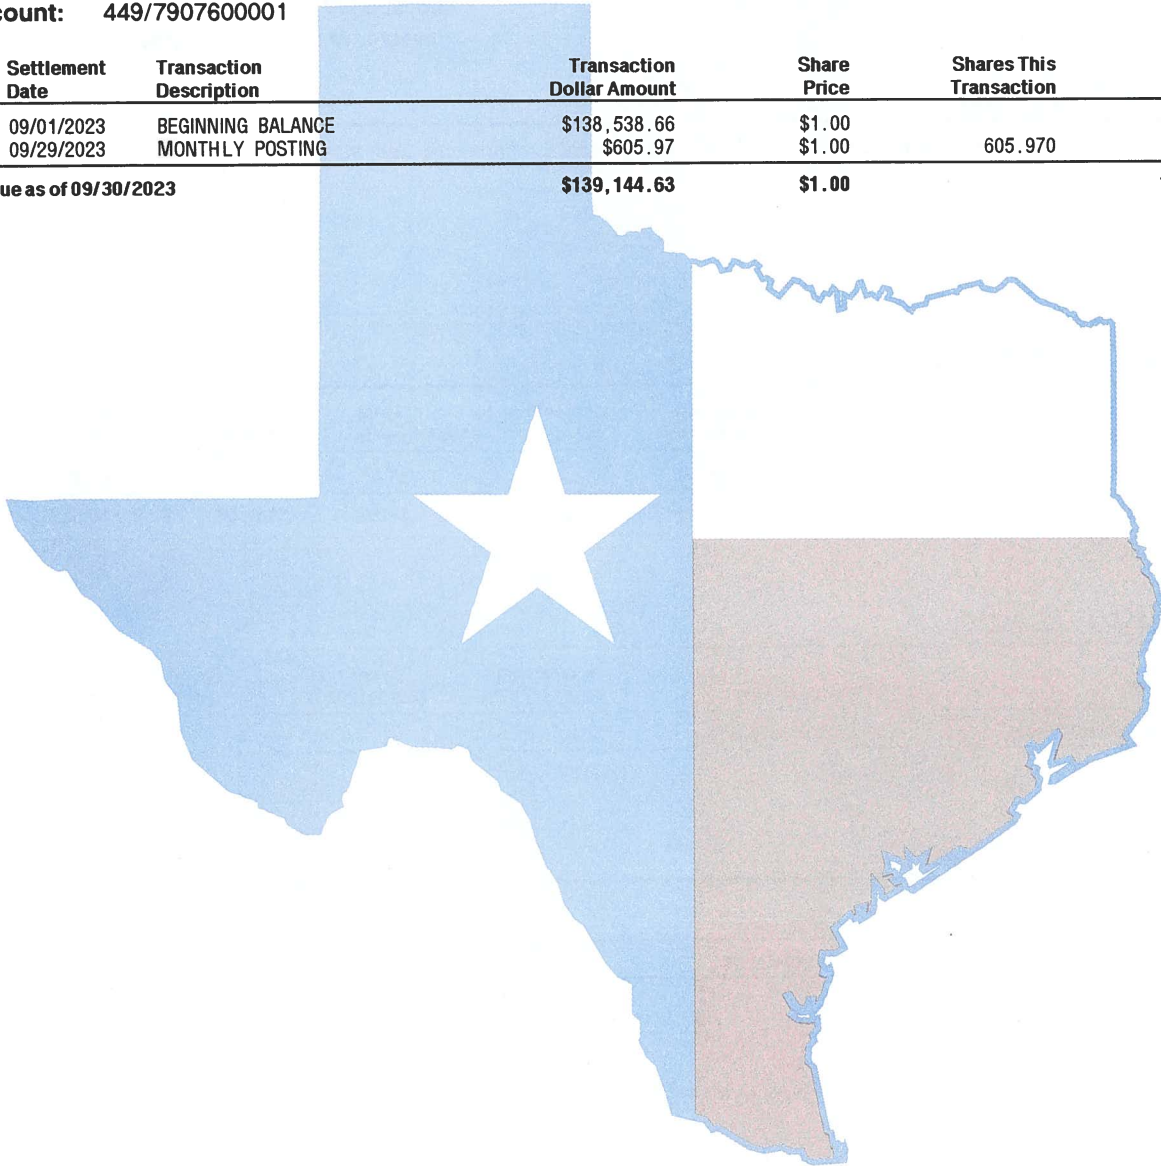 count: 449/7907600001
Settlement Transaction Transaction Share Shares This
Date Description Dollar Amount Price Transaction
09/01/2023 BEGINNING BALANCE $138,538.66 $1.00
09/29/2023 MONTHLY POSTING $605.97 $1.00 605.970
ue as of 09/30/2023 $139,144.63 $1.00